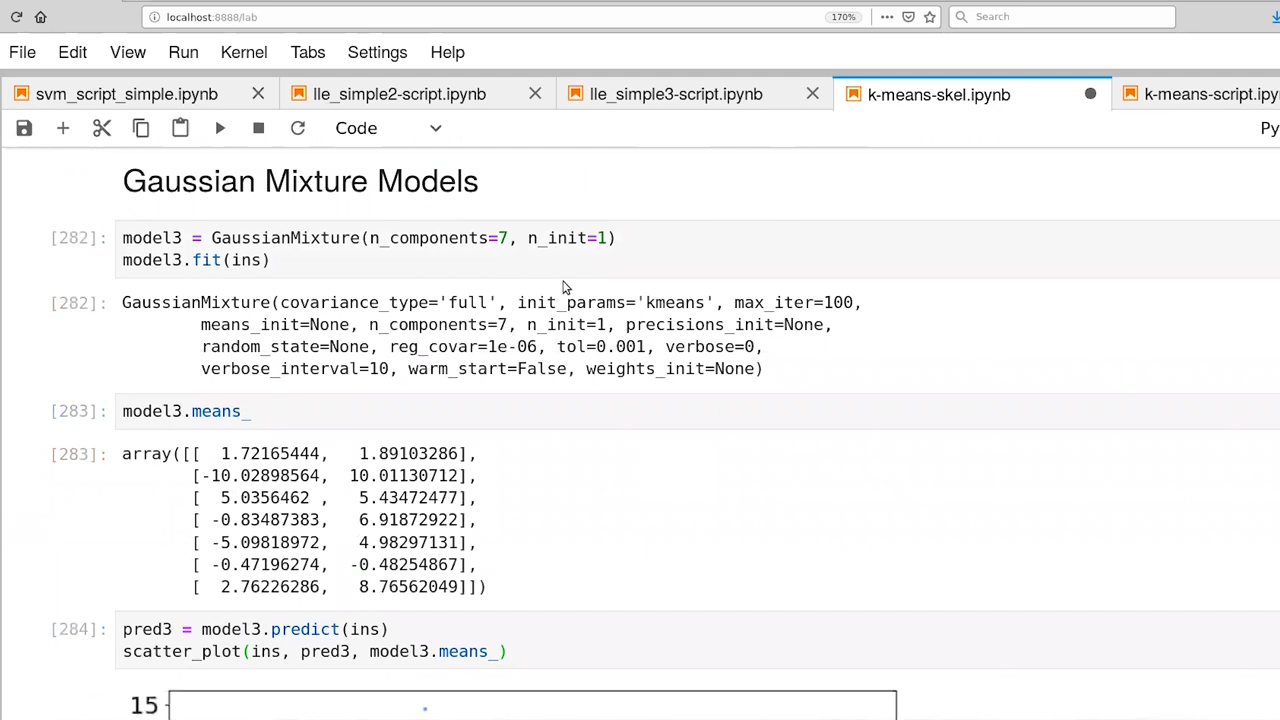 localhost:8888/lab
170%
Search
File Edit View Run Kernel Tabs Settings Help
svm_script_simple.ipynb
lle_simple2-script.ipynb
lle_simple3-script.ipynb
k-means-skel.ipynb
k-means-script.ipy
Code
Py
Gaussian Mixture Models
[282]: model3 = GaussianMixture(n_components=7, n_init=1)
model3.fit(ins)
[282]: GaussianMixture(covariance_type='full', init_params='kmeans', max_iter=100,
means_init=None, n_components=7, n_init=1, precisions_init=None,
random_state=None, reg_covar=1e-06, tol=0.001, verbose=0,
verbose_interval=10, warm_start=False, weights_init=None)
[283]: model3.means_
[283]: array([[ 1.72165444, 1.89103286],
[-10.02898564, 10.01130712],
[ 5.0356462 , 5.43472477],
[ -0.83487383, 6.91872922],
[ -5.09818972, 4.98297131],
[ -0.47196274, -0.48254867],
[ 2.76226286, 8.76562049]])
[284]: pred3 = model3.predict(ins)
scatter_plot(ins, pred3, model3.means_)
15